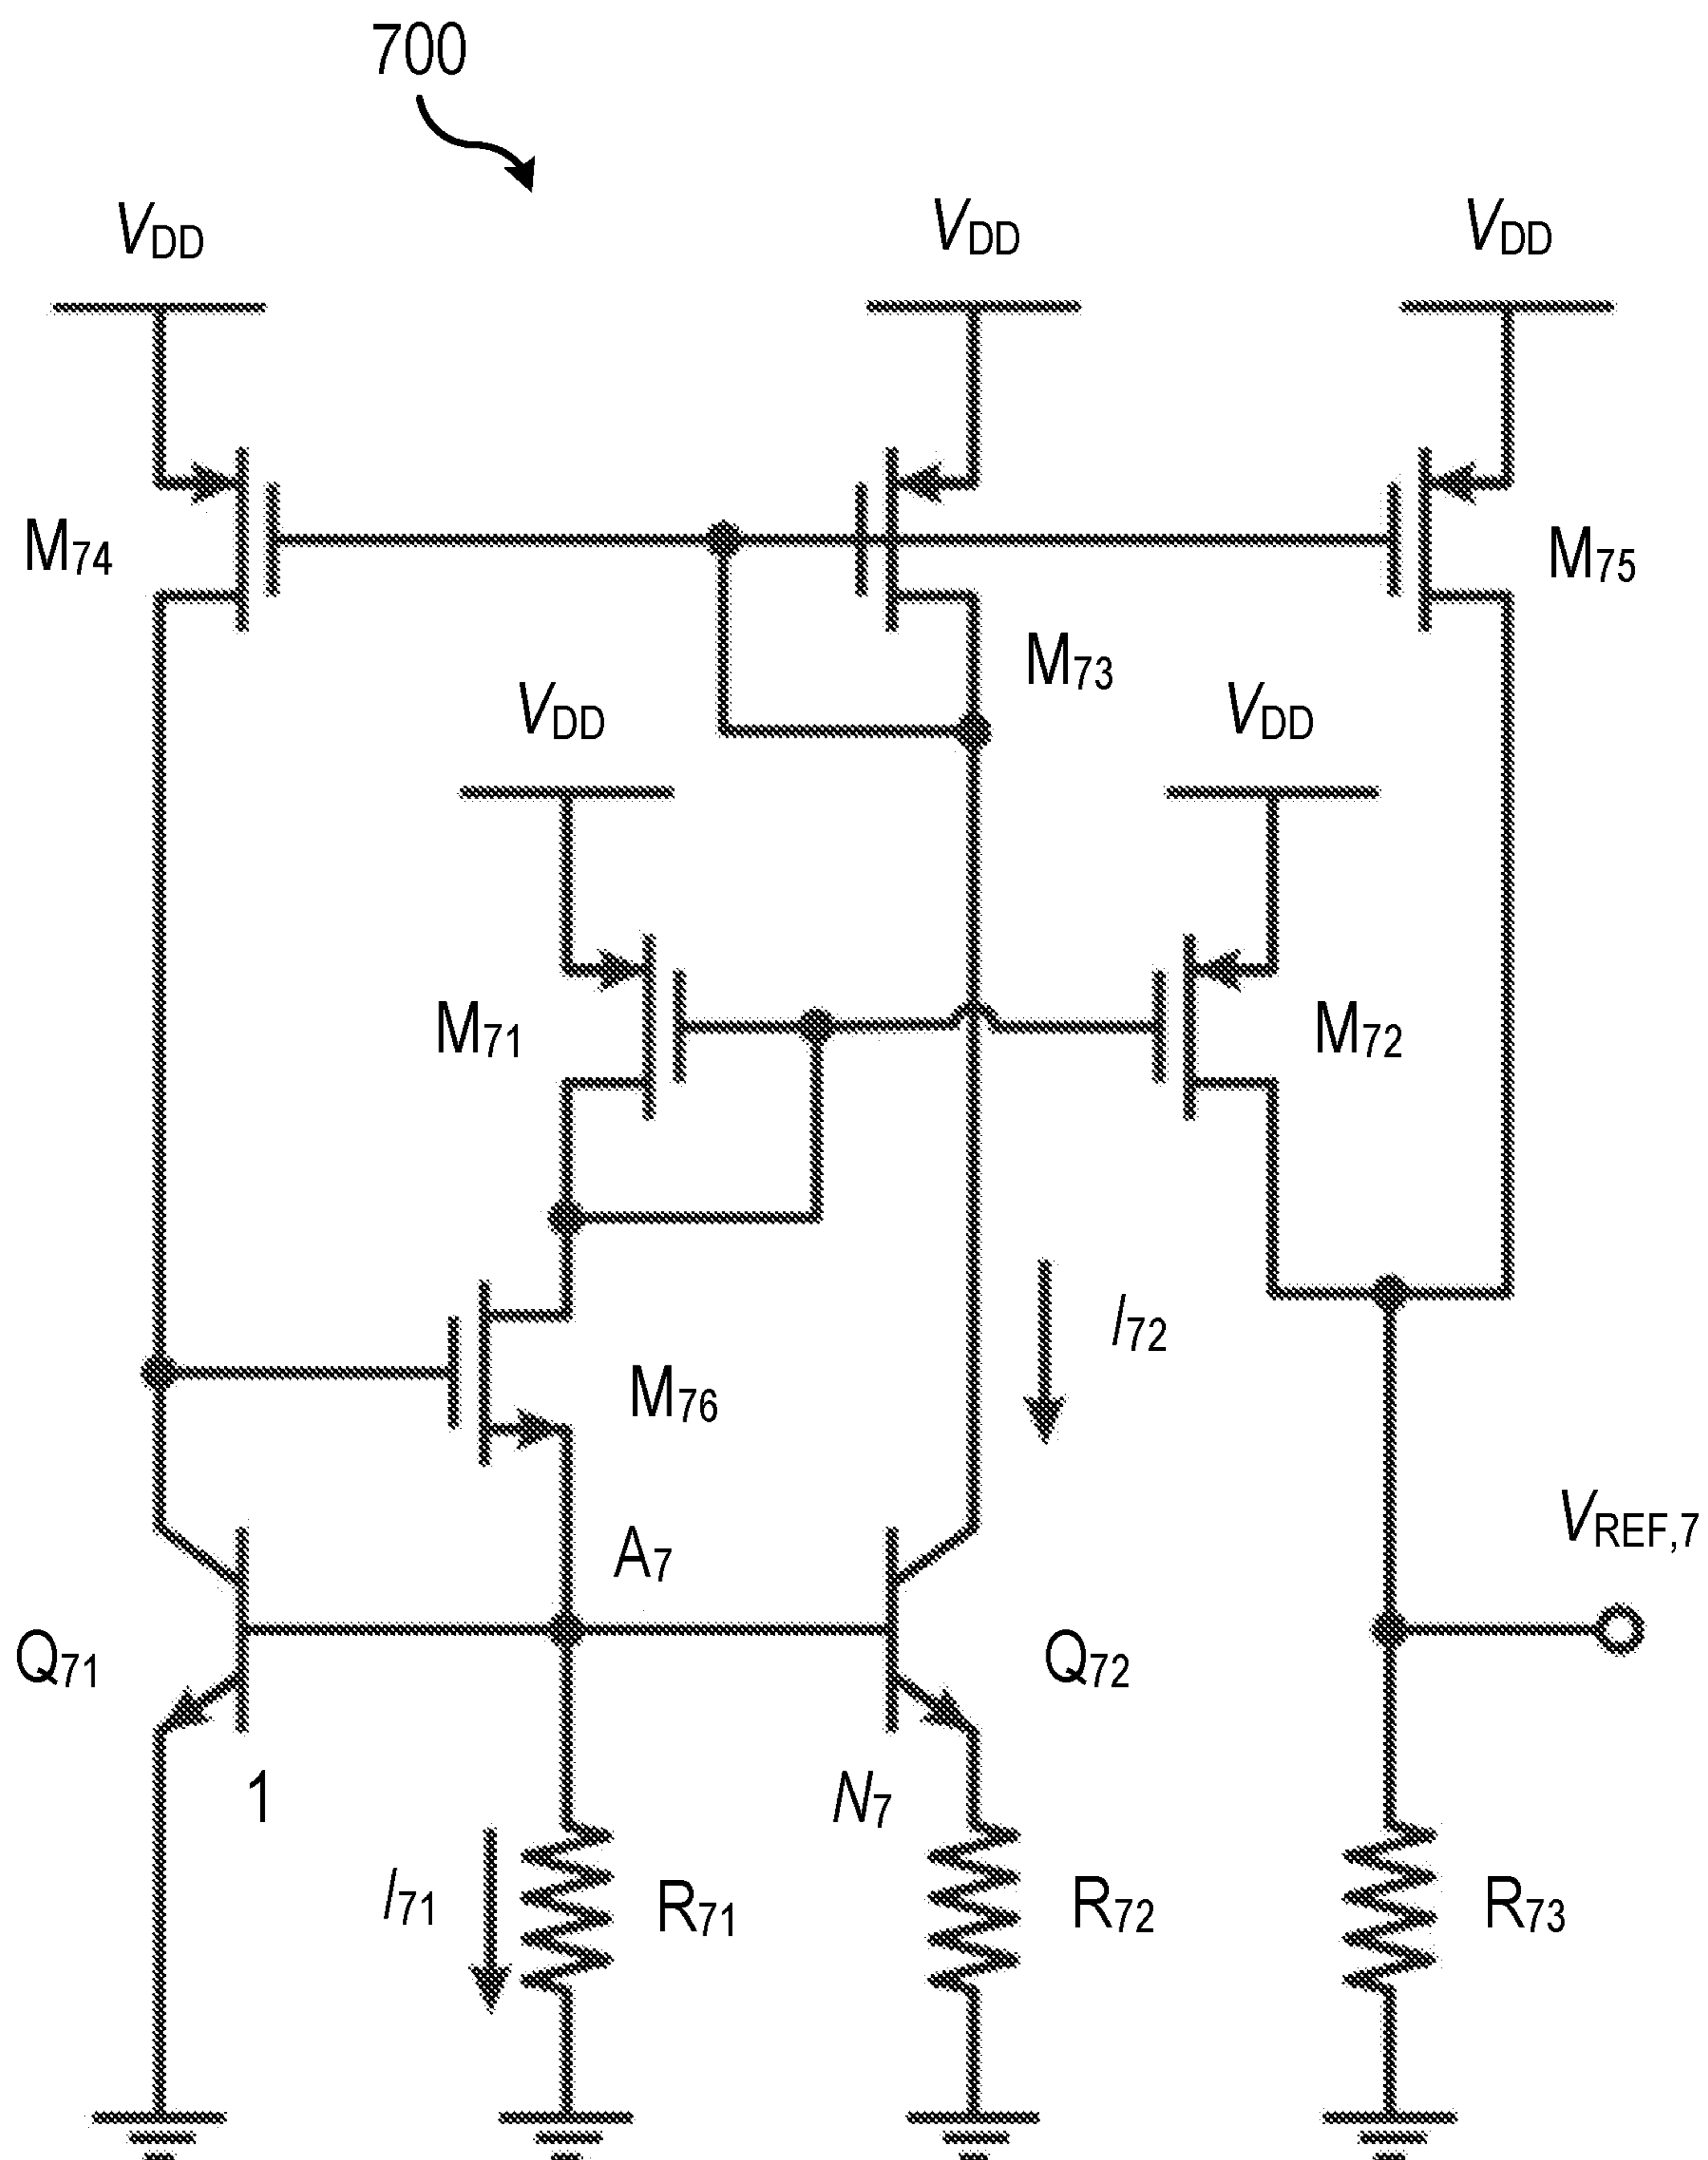 700
VDD
VDD
VDD
M74
M75
M73
VDD
VDD
M71
M72
I72
M76
VREF,7
A7
Q71
Q72
1
N7
I71
R71
R72
R73